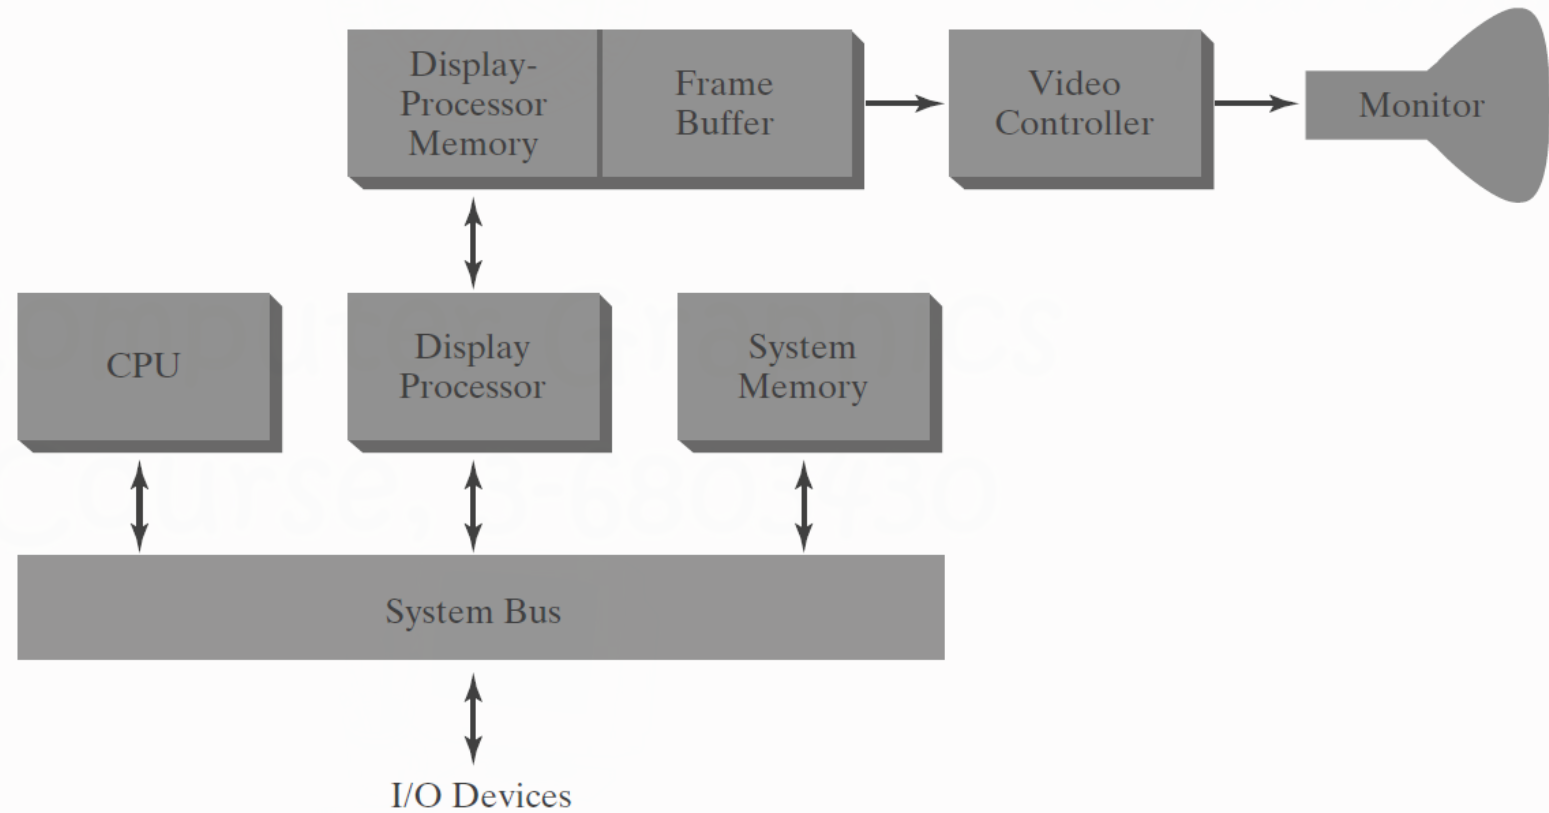 Display-
Processor
Memory
Frame
Buffer
Video
Controller
Monitor
CPU
Display
Processor
System
Memory
System Bus
I/O Devices